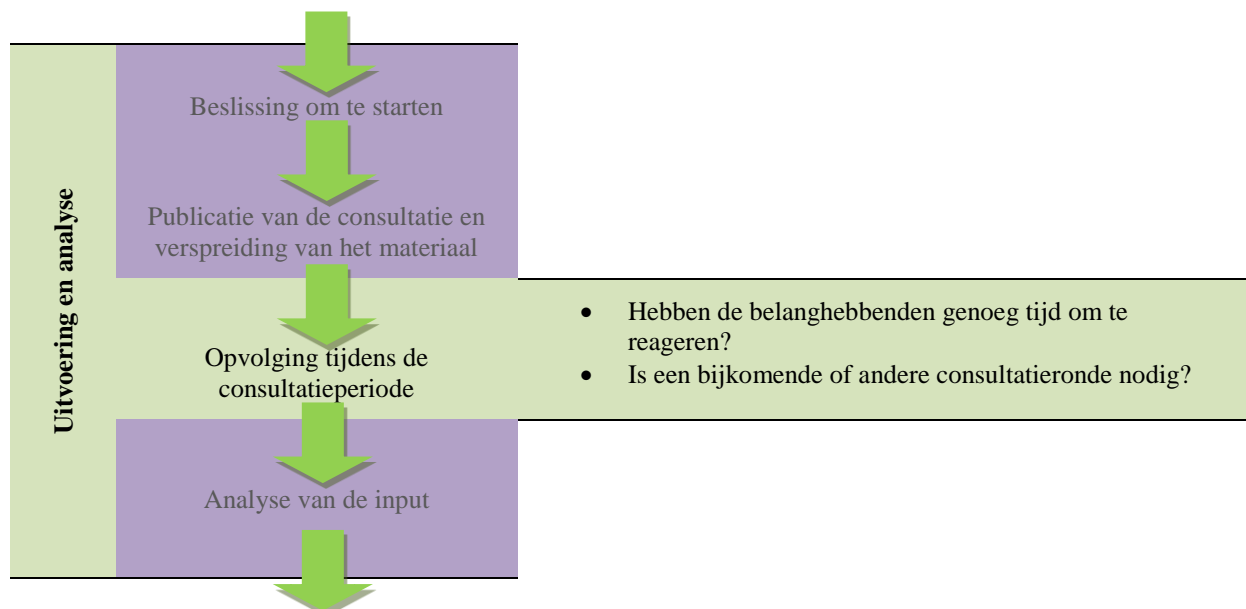 Uitvoering en analyse
Beslissing om te starten
Publicatie van de consultatie en
verspreiding van het materiaal
Opvolging tijdens de
consultatieperiode
• Hebben de belanghebbenden genoeg tijd om te
reageren?
• Is een bijkomende of andere consultatieronde nodig?
Analyse van de input